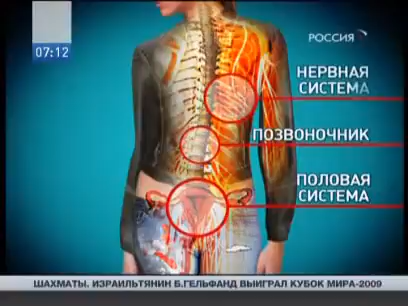 07:12
РОССИЯ
НЕРВНАЯ
СИСТЕМА
ПОЗВОНОЧНИК
ПОЛОВАЯ
СИСТЕМА
ШАХМАТЫ. ИЗРАИЛЬТЯНИН Б.ГЕЛЬФАНД ВЫИГРАЛ КУБОК МИРА-2009